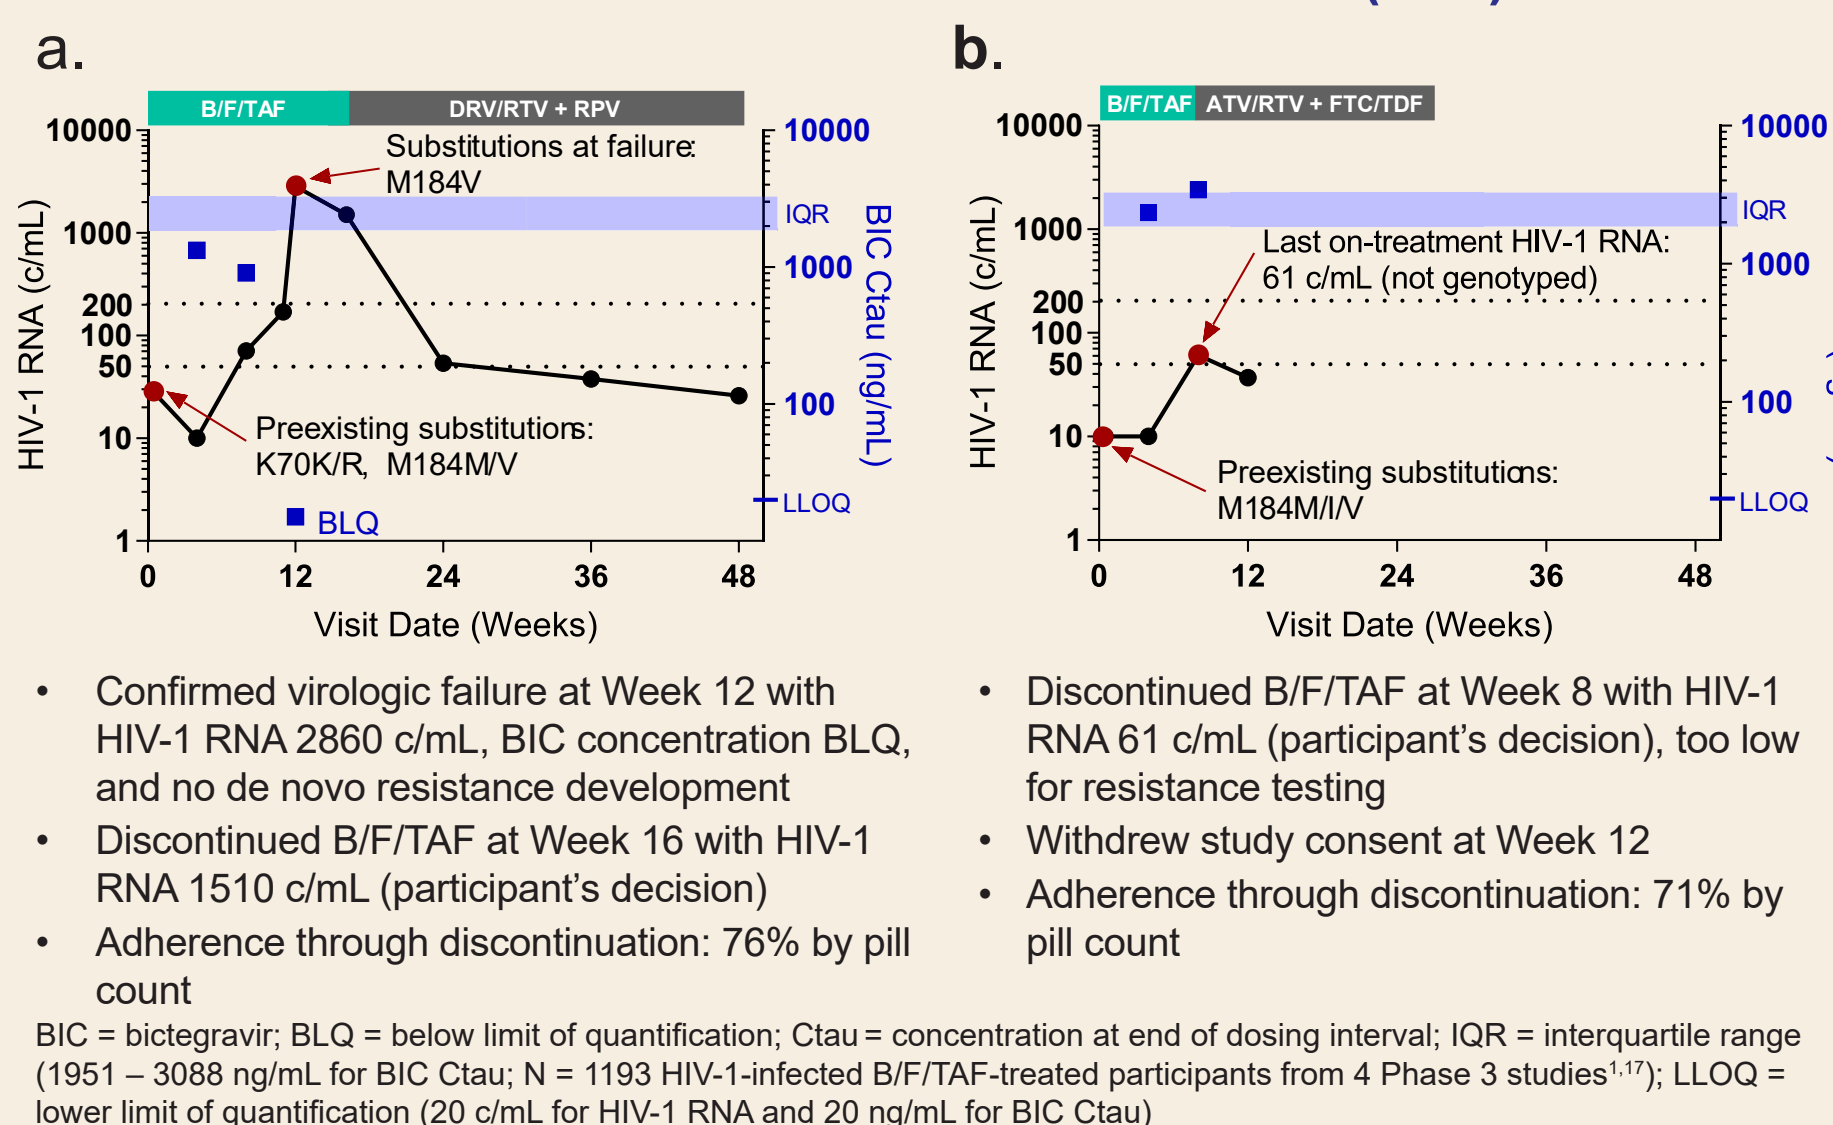 a.
B/F/TAF
DRV/RTV + RPV
10000
1000
200
100
50
10
1
HIV-1 RNA (c/mL)
Substitutions at failure:
M184V
Preexisting substitutions:
K70K/R, M184M/V
BLQ
10000
IQR
1000
100
LLOQ
BIC Ctau (ng/mL)
0 12 24 36 48
Visit Date (Weeks)
b.
B/F/TAF
ATV/RTV + FTC/TDF
10000
1000
200
100
50
10
1
HIV-1 RNA (c/mL)
Last on-treatment HIV-1 RNA:
61 c/mL (not genotyped)
Preexisting substitutions:
M184M/I/V
10000
IQR
1000
100
LLOQ
0 12 24 36 48
Visit Date (Weeks)
• Confirmed virologic failure at Week 12 with
HIV-1 RNA 2860 c/mL, BIC concentration BLQ,
and no de novo resistance development
• Discontinued B/F/TAF at Week 16 with HIV-1
RNA 1510 c/mL (participant’s decision)
• Adherence through discontinuation: 76% by pill
count
• Discontinued B/F/TAF at Week 8 with HIV-1
RNA 61 c/mL (participant’s decision), too low
for resistance testing
• Withdrew study consent at Week 12
• Adherence through discontinuation: 71% by
pill count
BIC = bictegravir; BLQ = below limit of quantification; Ctau = concentration at end of dosing interval; IQR = interquartile range
(1951 – 3088 ng/mL for BIC Ctau; N = 1193 HIV-1-infected B/F/TAF-treated participants from 4 Phase 3 studies1,17); LLOQ =
lower limit of quantification (20 c/mL for HIV-1 RNA and 20 ng/mL for BIC Ctau)